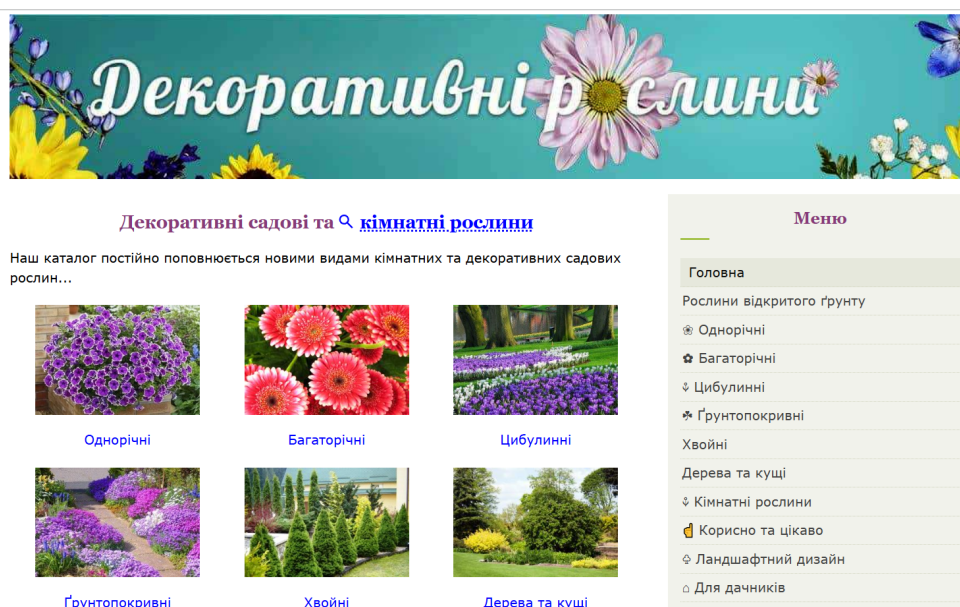 Декоративні рослини
Декоративні садові та кімнатні рослини
Наш каталог постійно поповнюється новими видами кімнатних та декоративних садових
рослин...
Однорічні
Багаторічні
Цибулинні
Ґрунтопокривні
Хвойні
Дерева та кущі
Меню
Головна
Рослини відкритого ґрунту
Однорічні
Багаторічні
Цибулинні
Ґрунтопокривні
Хвойні
Дерева та кущі
Кімнатні рослини
Корисно та цікаво
Ландшафтний дизайн
Для дачників